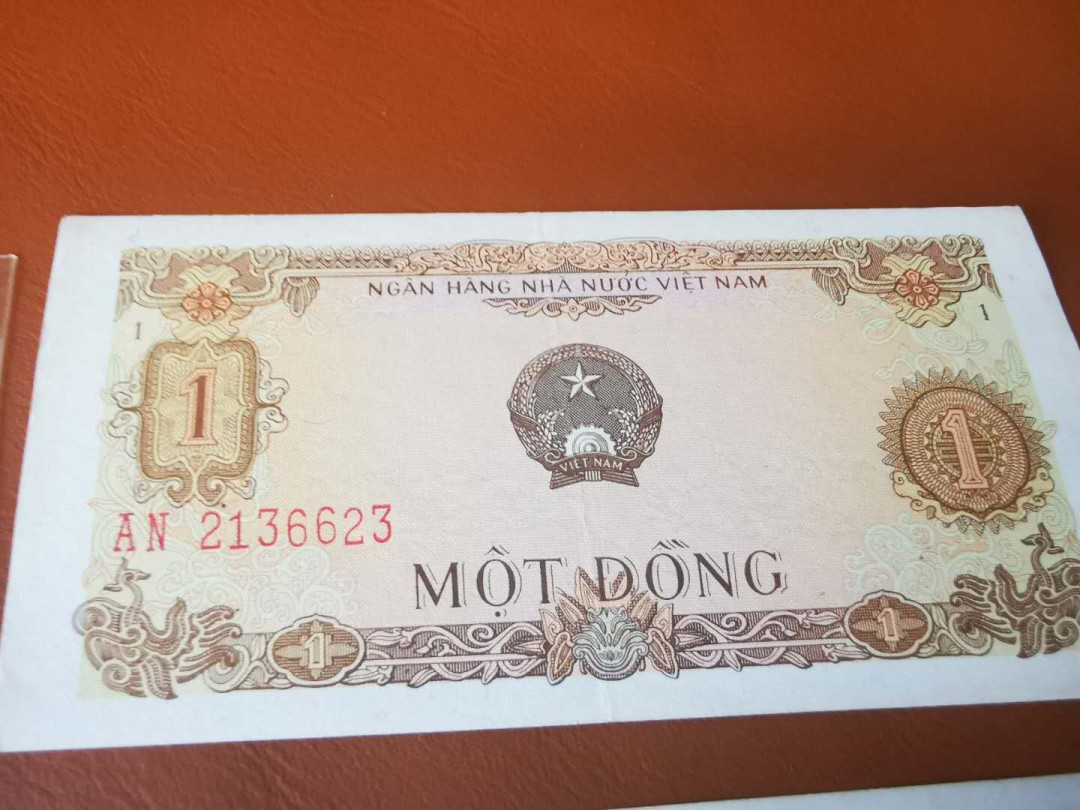 NGÂN HÀNG NHÀ NƯỚC VIỆT NAM
1
1
1
1
VIỆT NAM
AN 2136623
MỘT ĐỒNG
1
1